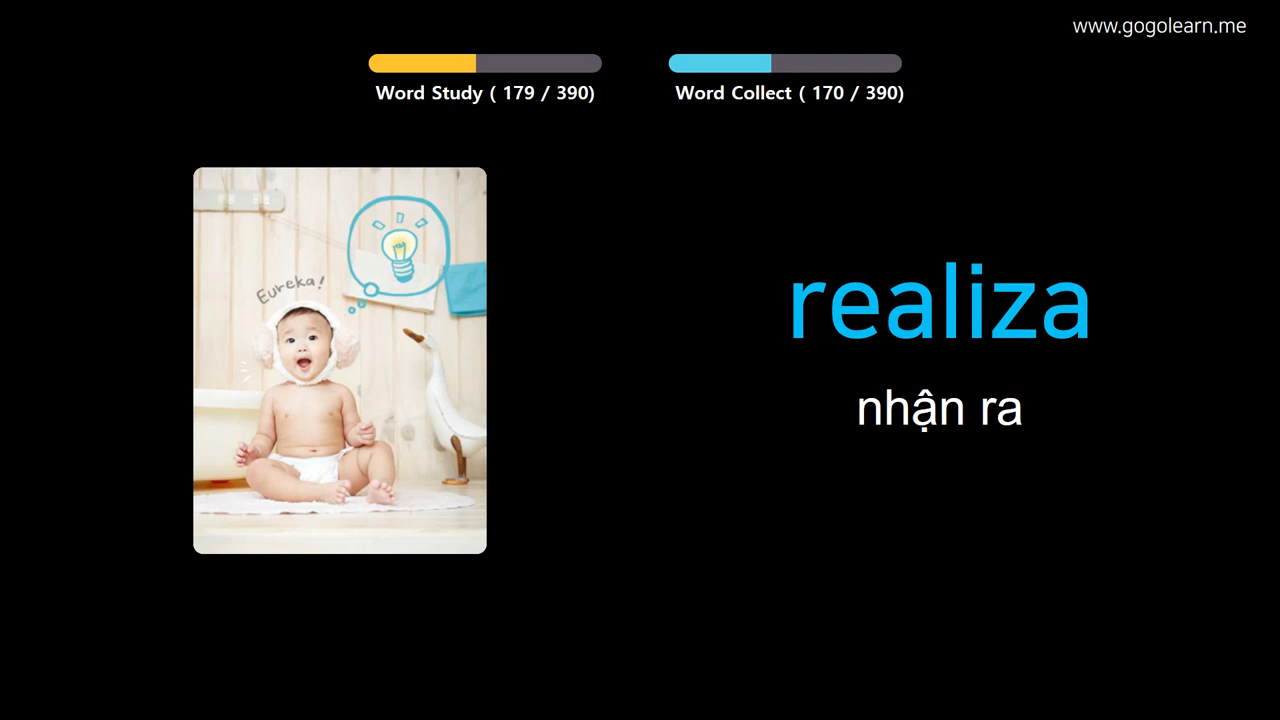 www.gogolearn.me
Word Study ( 179 / 390)
Word Collect ( 170 / 390)
Eureka!
realiza
nhận ra